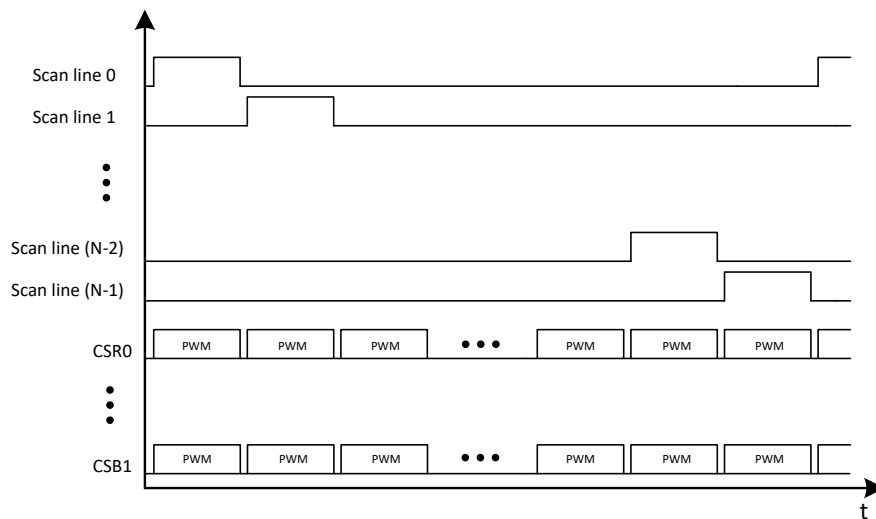 Scan line 0
Scan line 1
Scan line (N-2)
Scan line (N-1)
CSR0
PWM PWM PWM PWM PWM PWM
CSB1
PWM PWM PWM PWM PWM PWM
t